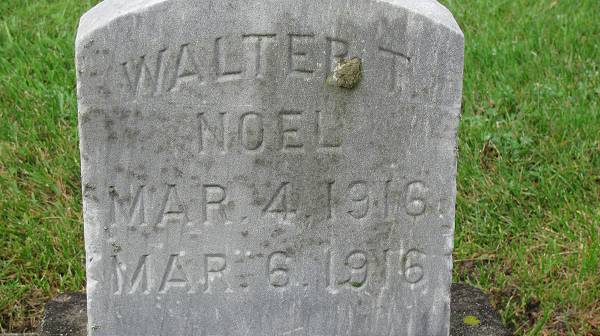 WALTER T.
NOEL
MAR. 4. 1916
MAR. 6. 1916